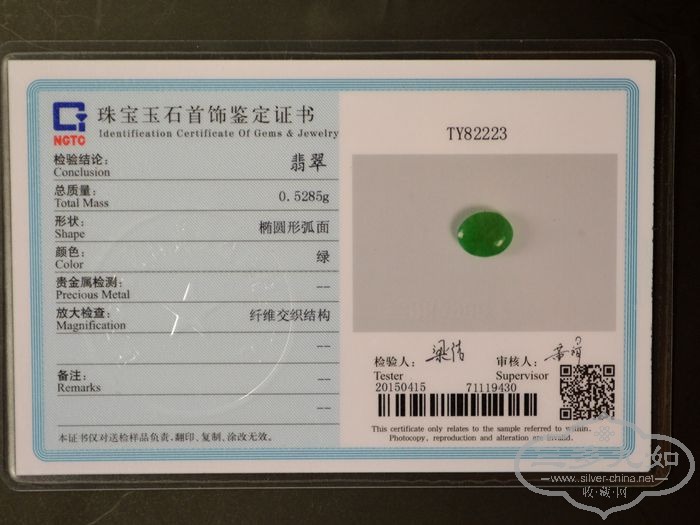 NGTC
珠宝玉石首饰鉴定证书
Identification Certificate Of Gems & Jewelry
检验结论: 翡翠
Conclusion
总质量: 0.5285g
Total Mass
形状: 椭圆形弧面
Shape
颜色: 绿
Color
贵金属检测: --
Precious Metal
放大检查: 纤维交织结构
Magnification
--
备注: --
Remarks
--
本证书仅对送检样品负责,翻印、复制、涂改无效。
TY82223
检验人: 审核人:
Tester Supervisor
20150415 71119430
This certificate only relates to the sample referred to within.
Photocopy, reproduction and alteration are invalid.
www.silver-china.net
收·藏·网